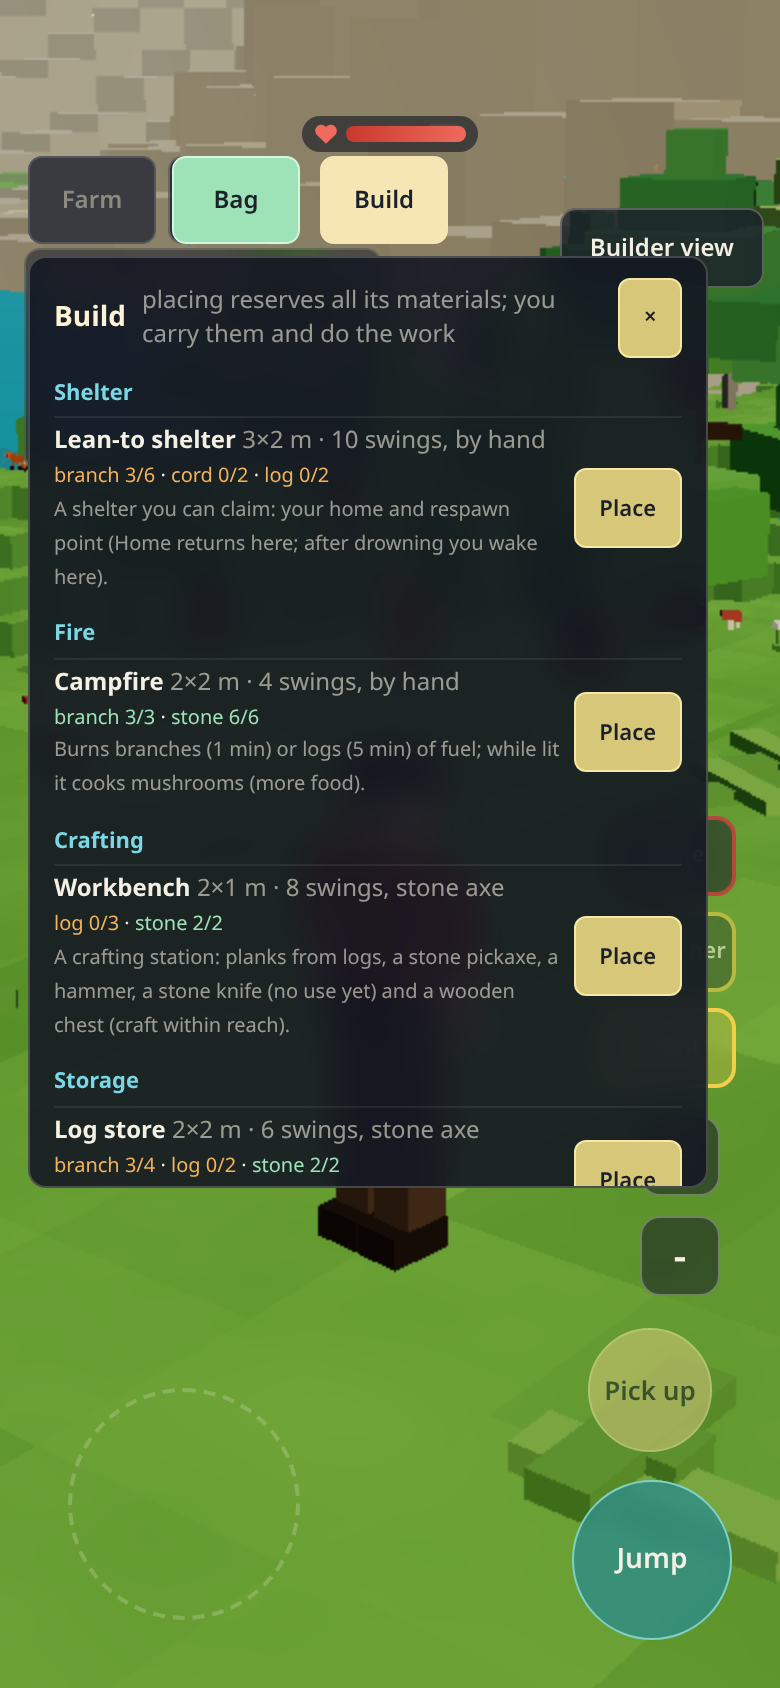 Farm
Bag
Build
Builder view
Build
placing reserves all its materials; you
carry them and do the work
×
Shelter
Lean-to shelter 3×2 m · 10 swings, by hand
branch 3/6 · cord 0/2 · log 0/2
A shelter you can claim: your home and respawn
point (Home returns here; after drowning you wake
here).
Place
Fire
Campfire 2×2 m · 4 swings, by hand
branch 3/3 · stone 6/6
Burns branches (1 min) or logs (5 min) of fuel; while lit
it cooks mushrooms (more food).
Place
Crafting
Workbench 2×1 m · 8 swings, stone axe
log 0/3 · stone 2/2
A crafting station: planks from logs, a stone pickaxe, a
hammer, a stone knife (no use yet) and a wooden
chest (craft within reach).
Place
Storage
Log store 2×2 m · 6 swings, stone axe
branch 3/4 · log 0/2 · stone 2/2
Place
-
Pick up
Jump